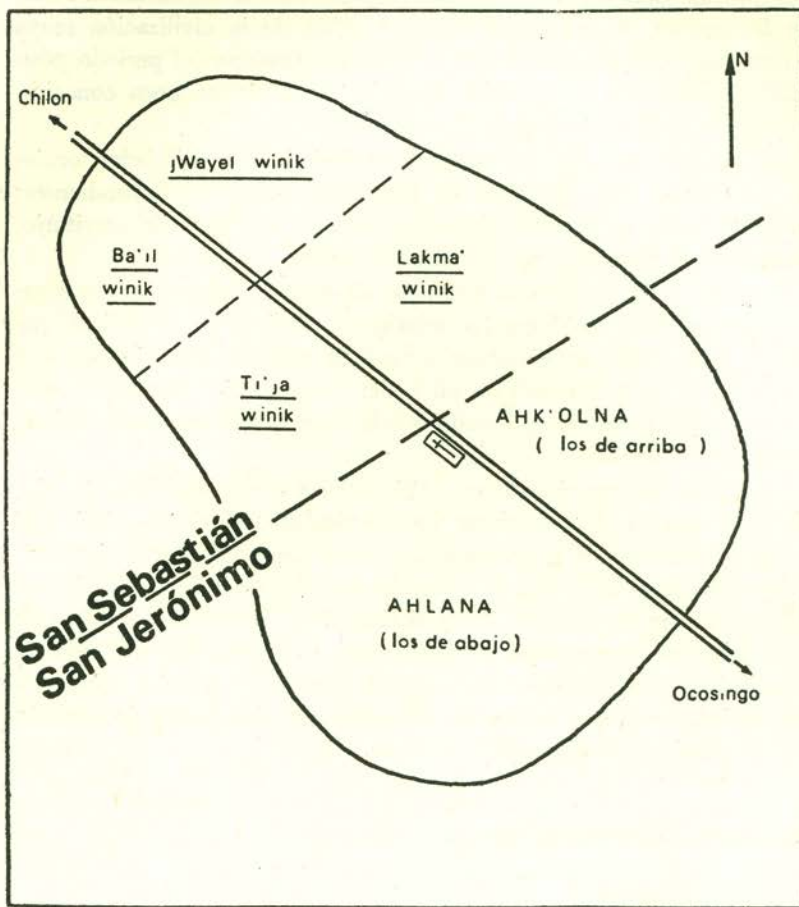 N
Chilon
jWayel winik
Ba'il
winik
Lakma'
winik
Ti'ja
winik
AHK'OLNA
( los de arriba )
San Sebastián
San Jerónimo
AHLANA
(los de abajo)
Ocosingo